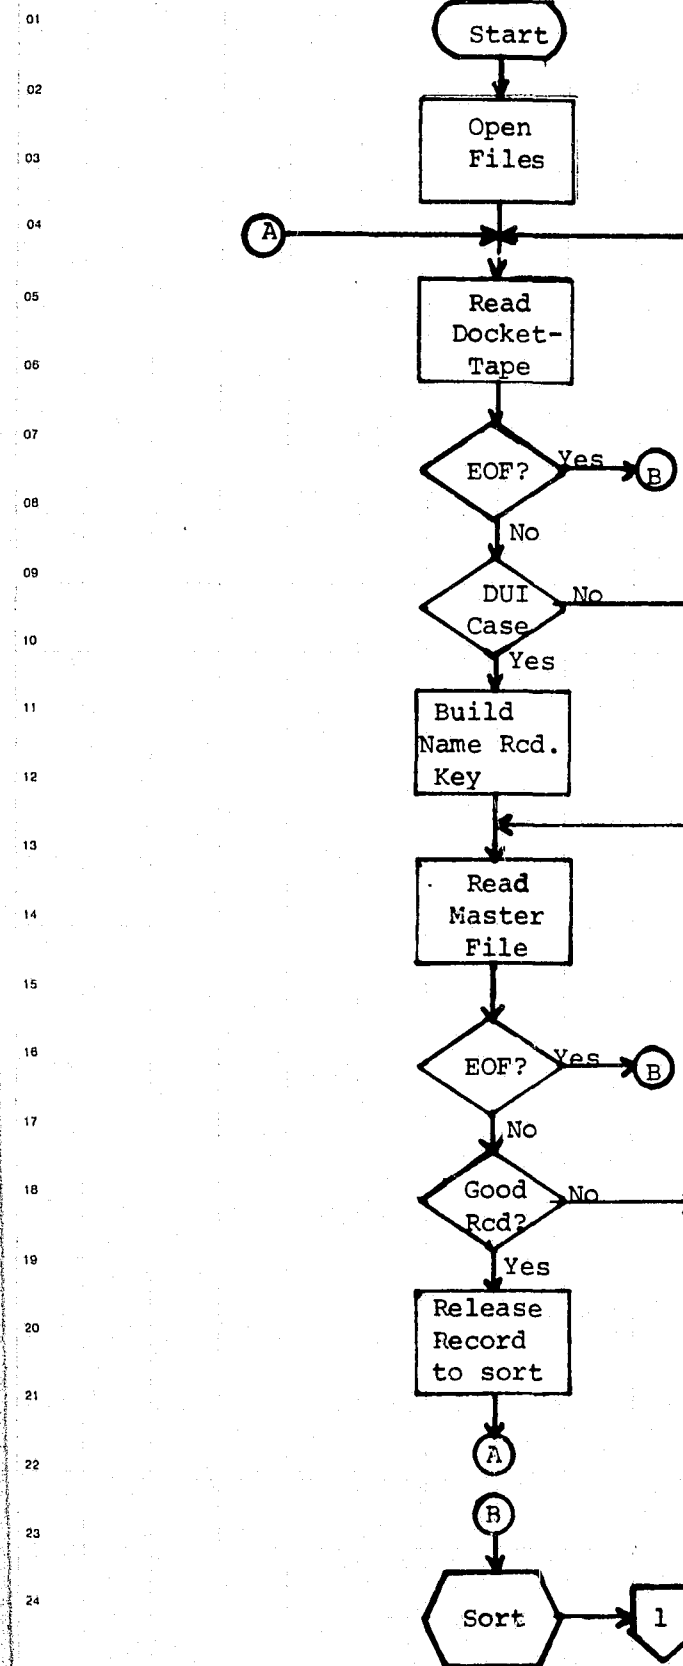 01
Start
02
Open
03
Files
04
A
05
Read
Docket-
06
Tape
07
EOF?
Yes
B
08
No
09
DUI
No
10
Case
Yes
11
Build
Name Rcd.
12
Key
13
Read
14
Master
File
15
16
EOF?
Yes
B
17
No
18
Good
No
Rcd?
19
Yes
Release
20
Record
to sort
21
A
22
B
23
24
Sort
1